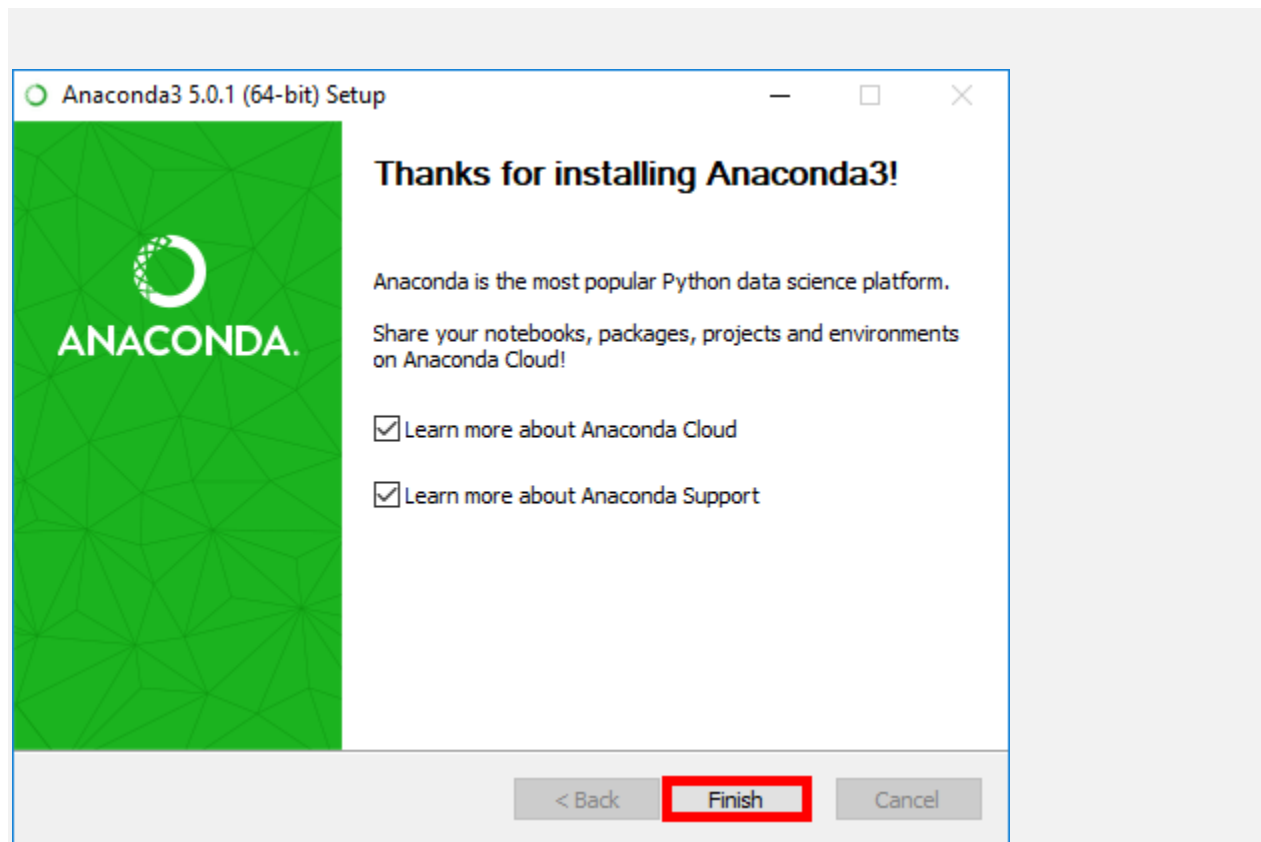 Anaconda3 5.0.1 (64-bit) Setup
Thanks for installing Anaconda3!
ANACONDA.
Anaconda is the most popular Python data science platform.
Share your notebooks, packages, projects and environments
on Anaconda Cloud!
Learn more about Anaconda Cloud
Learn more about Anaconda Support
< Back Finish Cancel